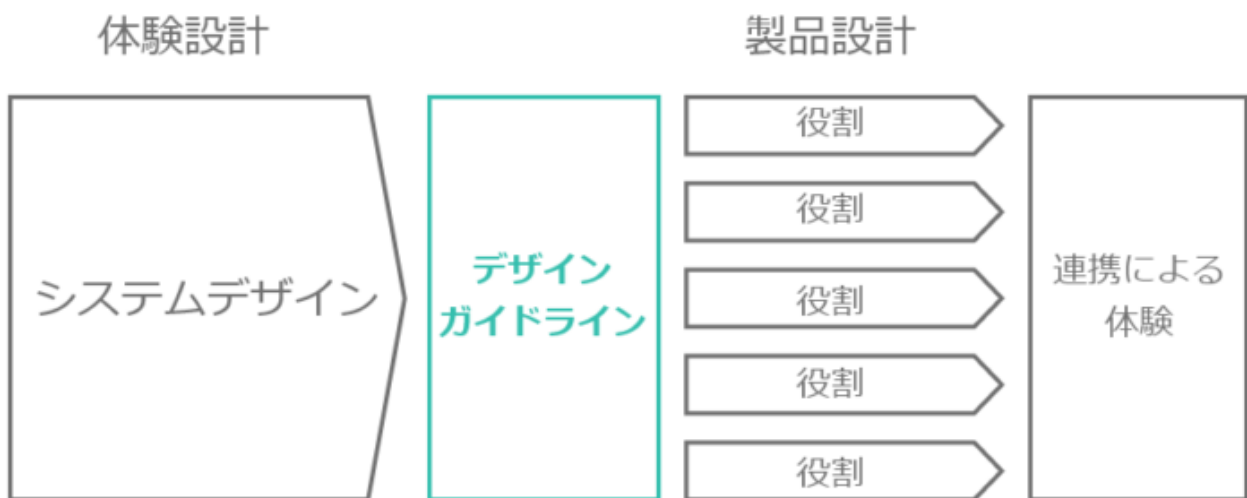 体験設計
製品設計
システムデザイン
デザイン
ガイドライン
役割
役割
役割
役割
役割
連携による
体験